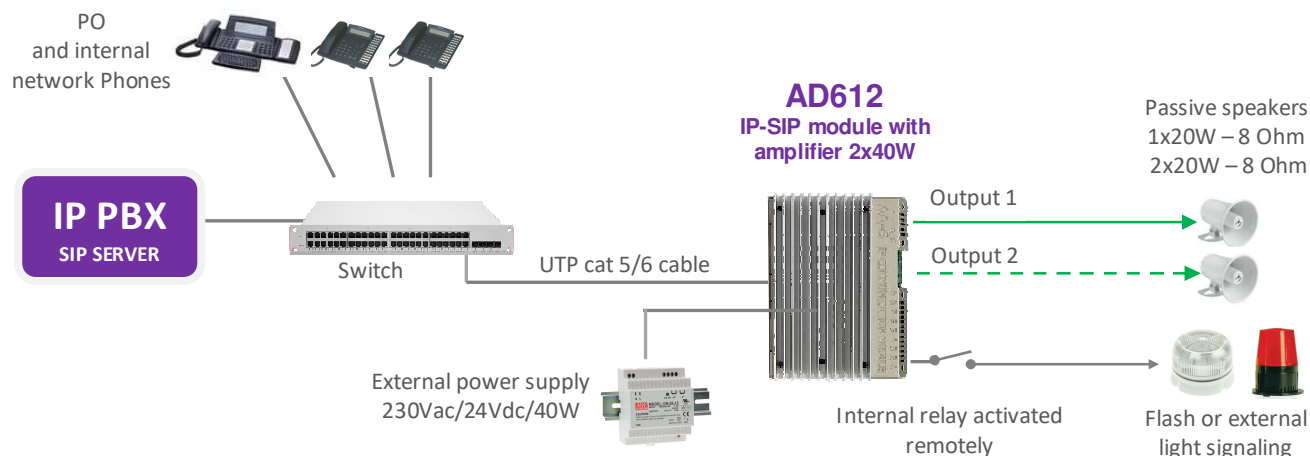 PO
and internal
network Phones
AD612
IP-SIP module with
amplifier 2x40W
Passive speakers
1x20W – 8 Ohm
2x20W – 8 Ohm
IP PBX
SIP SERVER
Output 1
Switch
UTP cat 5/6 cable
Output 2
External power supply
230Vac/24Vdc/40W
Internal relay activated
remotely
Flash or external
light signaling